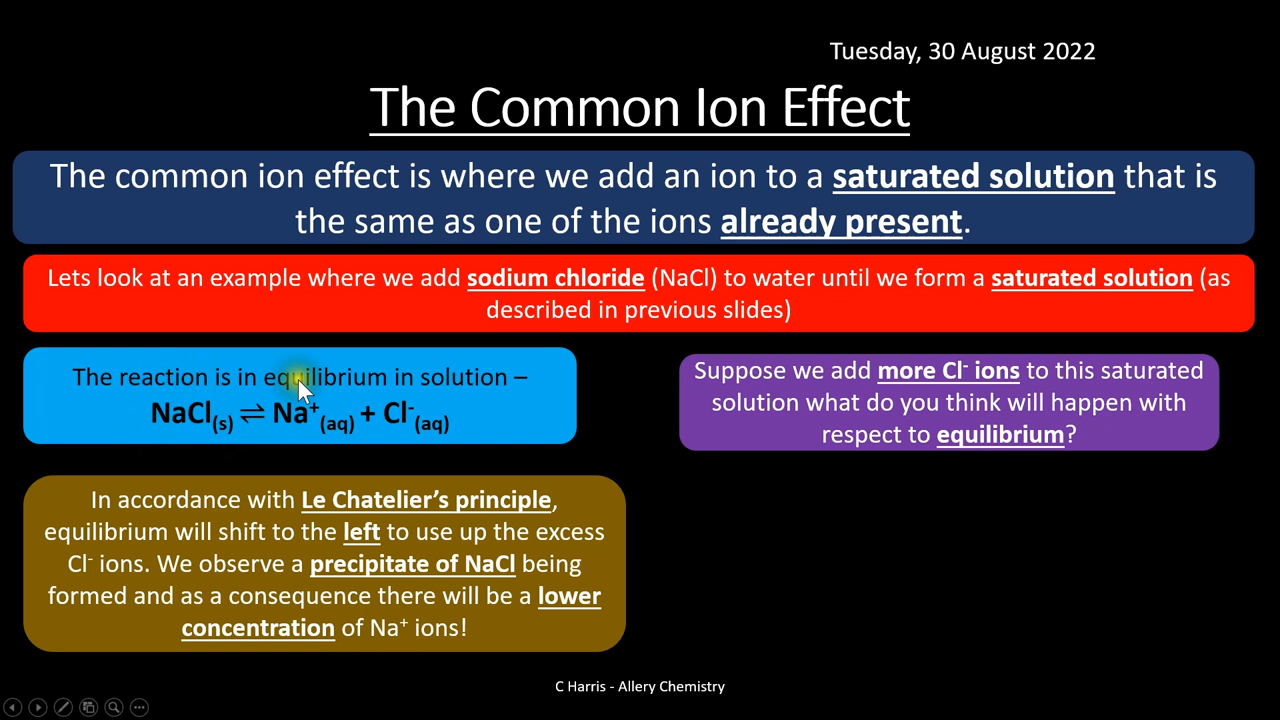 Tuesday, 30 August 2022
The Common Ion Effect
The common ion effect is where we add an ion to a saturated solution that is
the same as one of the ions already present.
Lets look at an example where we add sodium chloride (NaCl) to water until we form a saturated solution (as
described in previous slides)
The reaction is in equilibrium in solution –
NaCl(s) ⇌ Na⁺(aq) + Cl⁻(aq)
Suppose we add more Cl⁻ ions to this saturated
solution what do you think will happen with
respect to equilibrium?
In accordance with Le Chatelier’s principle,
equilibrium will shift to the left to use up the excess
Cl⁻ ions. We observe a precipitate of NaCl being
formed and as a consequence there will be a lower
concentration of Na⁺ ions!
C Harris - Allery Chemistry